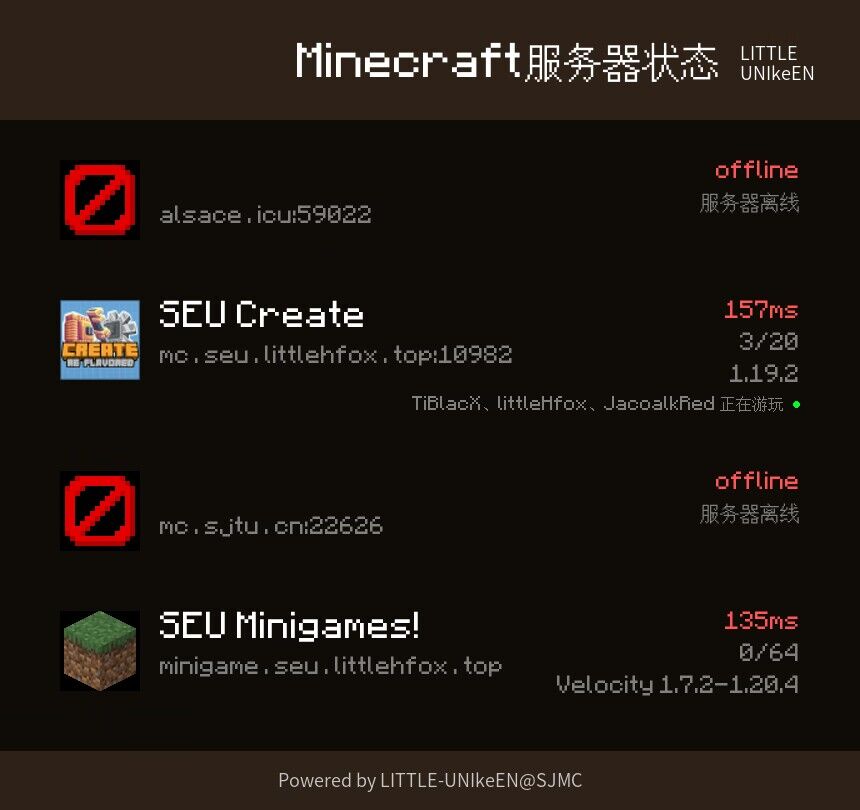 Minecraft服务器状态
LITTLE
UNIkeEN
offline
alsace.icu:59022
服务器离线
SEU Create
157ms
mc.seu.littlehfox.top:10982
3/20
1.19.2
TiBlacX、littleHfox、JacoalkRed 正在游玩
CREATE
RE FLAVORED
offline
mc.sjtu.cn:22626
服务器离线
SEU Minigames!
135ms
minigame.seu.littlehfox.top
0/64
Velocity 1.7.2-1.20.4
Powered by LITTLE-UNIkeEN@SJMC